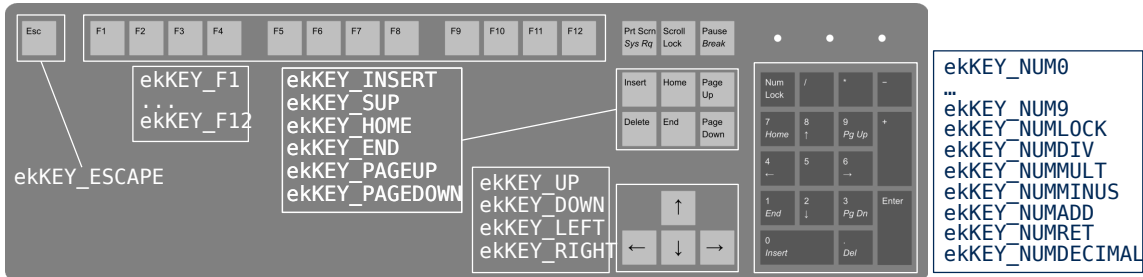 Esc
F1 F2 F3 F4 F5 F6 F7 F8 F9 F10 F11 F12
Prt Scrn Scroll Pause
Sys Rq Lock Break
ekKEY_F1
...
ekKEY_F12
ekKEY_ESCAPE
ekKEY_INSERT
ekKEY_SUP
ekKEY_HOME
ekKEY_END
ekKEY_PAGEUP
ekKEY_PAGEDOWN
ekKEY_UP
ekKEY_DOWN
ekKEY_LEFT
ekKEY_RIGHT
Insert Home Page
Up
Delete End Page
Down
↑
← ↓ →
Num / * −
Lock
7 8 9 +
Home ↑ Pg Up
4 5 6
← →
1 2 3 Enter
End ↓ Pg Dn
0 .
Insert Del
ekKEY_NUM0
…
ekKEY_NUM9
ekKEY_NUMLOCK
ekKEY_NUMDIV
ekKEY_NUMMULT
ekKEY_NUMMINUS
ekKEY_NUMADD
ekKEY_NUMRET
ekKEY_NUMDECIMAL